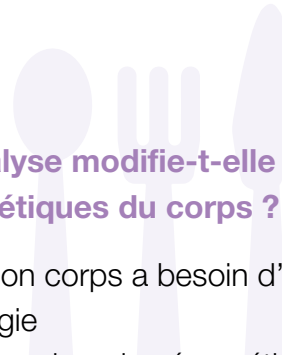 lyse modifie-t-elle
étiques du corps ?
on corps a besoin d'
gie